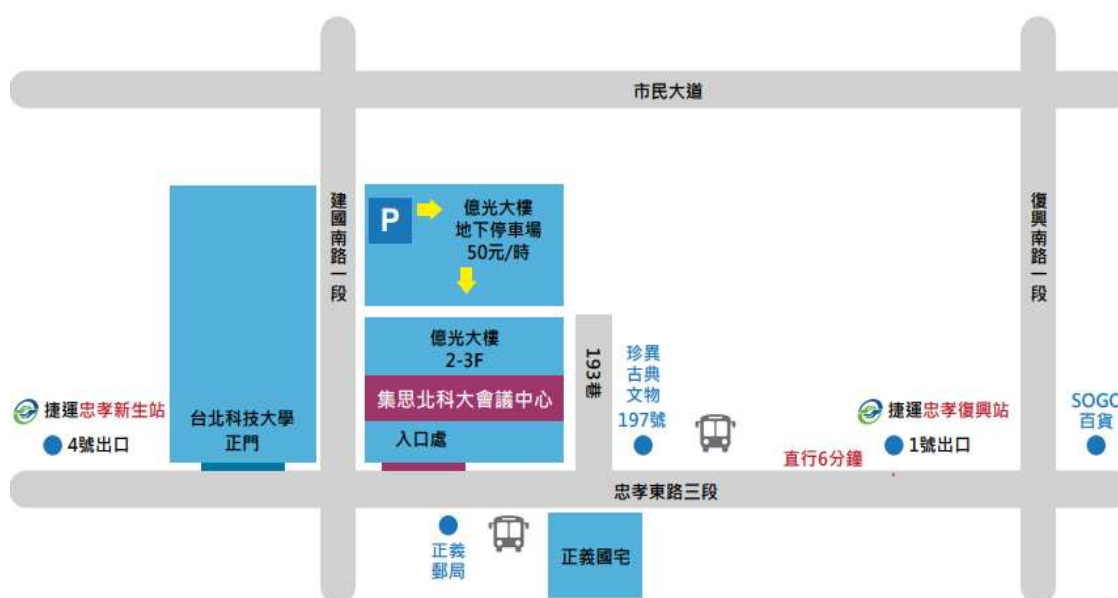 市民大道
建國南路一段
復興南路一段
P
億光大樓
地下停車場
50元/時
億光大樓
2-3F
集思北科大會議中心
入口處
193巷
珍異
古典
文物
197號
捷運忠孝新生站
4號出口
台北科技大學
正門
捷運忠孝復興站
1號出口
直行6分鐘
SOGO
百貨
忠孝東路三段
正義
郵局
正義國宅